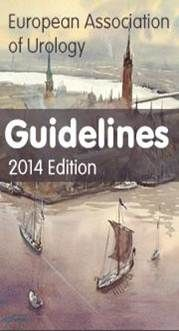 European Association
of Urology
Guidelines
2014 Edition